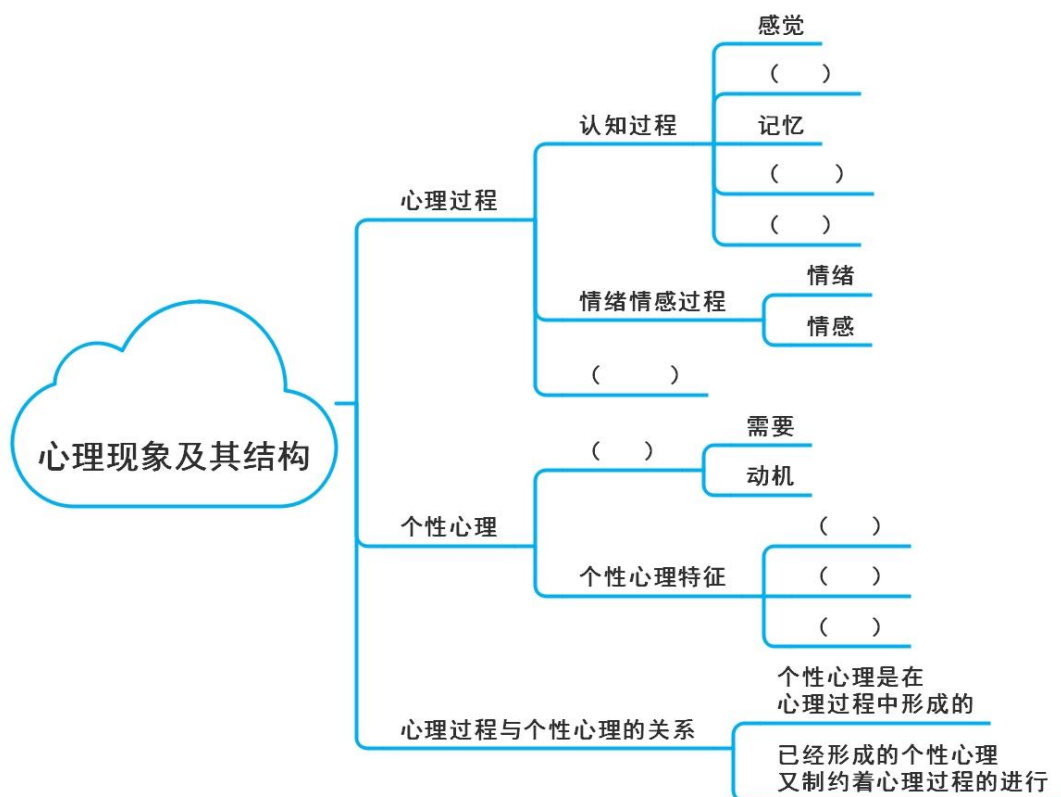 感觉
（ ）
认知过程
记忆
（ ）
心理过程
（ ）
情绪
情绪情感过程
情感
（ ）
需要
（ ）
心理现象及其结构
动机
个性心理
（ ）
个性心理特征
（ ）
（ ）
个性心理是在
心理过程中形成的
心理过程与个性心理的关系
已经形成的个性心理
又制约着心理过程的进行